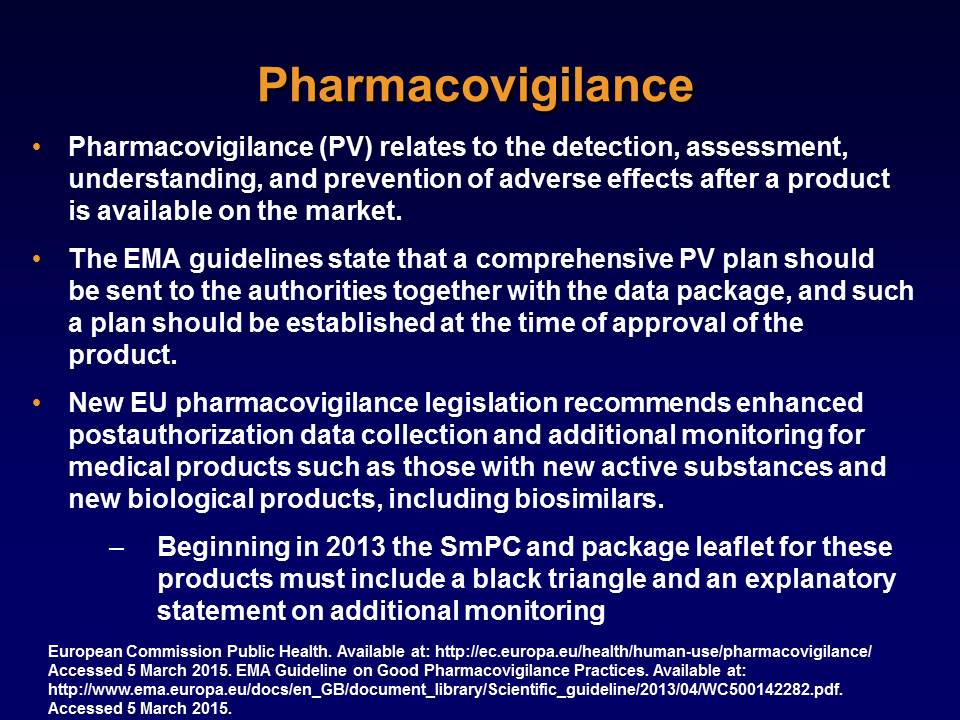 Pharmacovigilance
• Pharmacovigilance (PV) relates to the detection, assessment,
understanding, and prevention of adverse effects after a product
is available on the market.
• The EMA guidelines state that a comprehensive PV plan should
be sent to the authorities together with the data package, and such
a plan should be established at the time of approval of the
product.
• New EU pharmacovigilance legislation recommends enhanced
postauthorization data collection and additional monitoring for
medical products such as those with new active substances and
new biological products, including biosimilars.
– Beginning in 2013 the SmPC and package leaflet for these
products must include a black triangle and an explanatory
statement on additional monitoring
European Commission Public Health. Available at: http://ec.europa.eu/health/human-use/pharmacovigilance/
Accessed 5 March 2015. EMA Guideline on Good Pharmacovigilance Practices. Available at:
http://www.ema.europa.eu/docs/en_GB/document_library/Scientific_guideline/2013/04/WC500142282.pdf.
Accessed 5 March 2015.